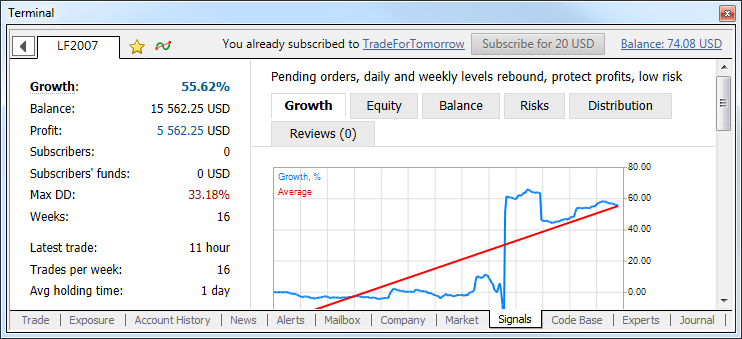 Terminal
LF2007
You already subscribed to TradeForTomorrow
Subscribe for 20 USD
Balance: 74.08 USD
Growth: 55.62%
Balance: 15 562.25 USD
Profit: 5 562.25 USD
Subscribers: 0
Subscribers' funds: 0 USD
Max DD: 33.18%
Weeks: 16
Latest trade: 11 hour
Trades per week: 16
Avg holding time: 1 day
Pending orders, daily and weekly levels rebound, protect profits, low risk
Growth Equity Balance Risks Distribution
Reviews (0)
Growth, %
Average
80.00
60.00
40.00
20.00
0.00
Trade Exposure Account History News Alerts Mailbox Company Market Signals Code Base Experts Journal